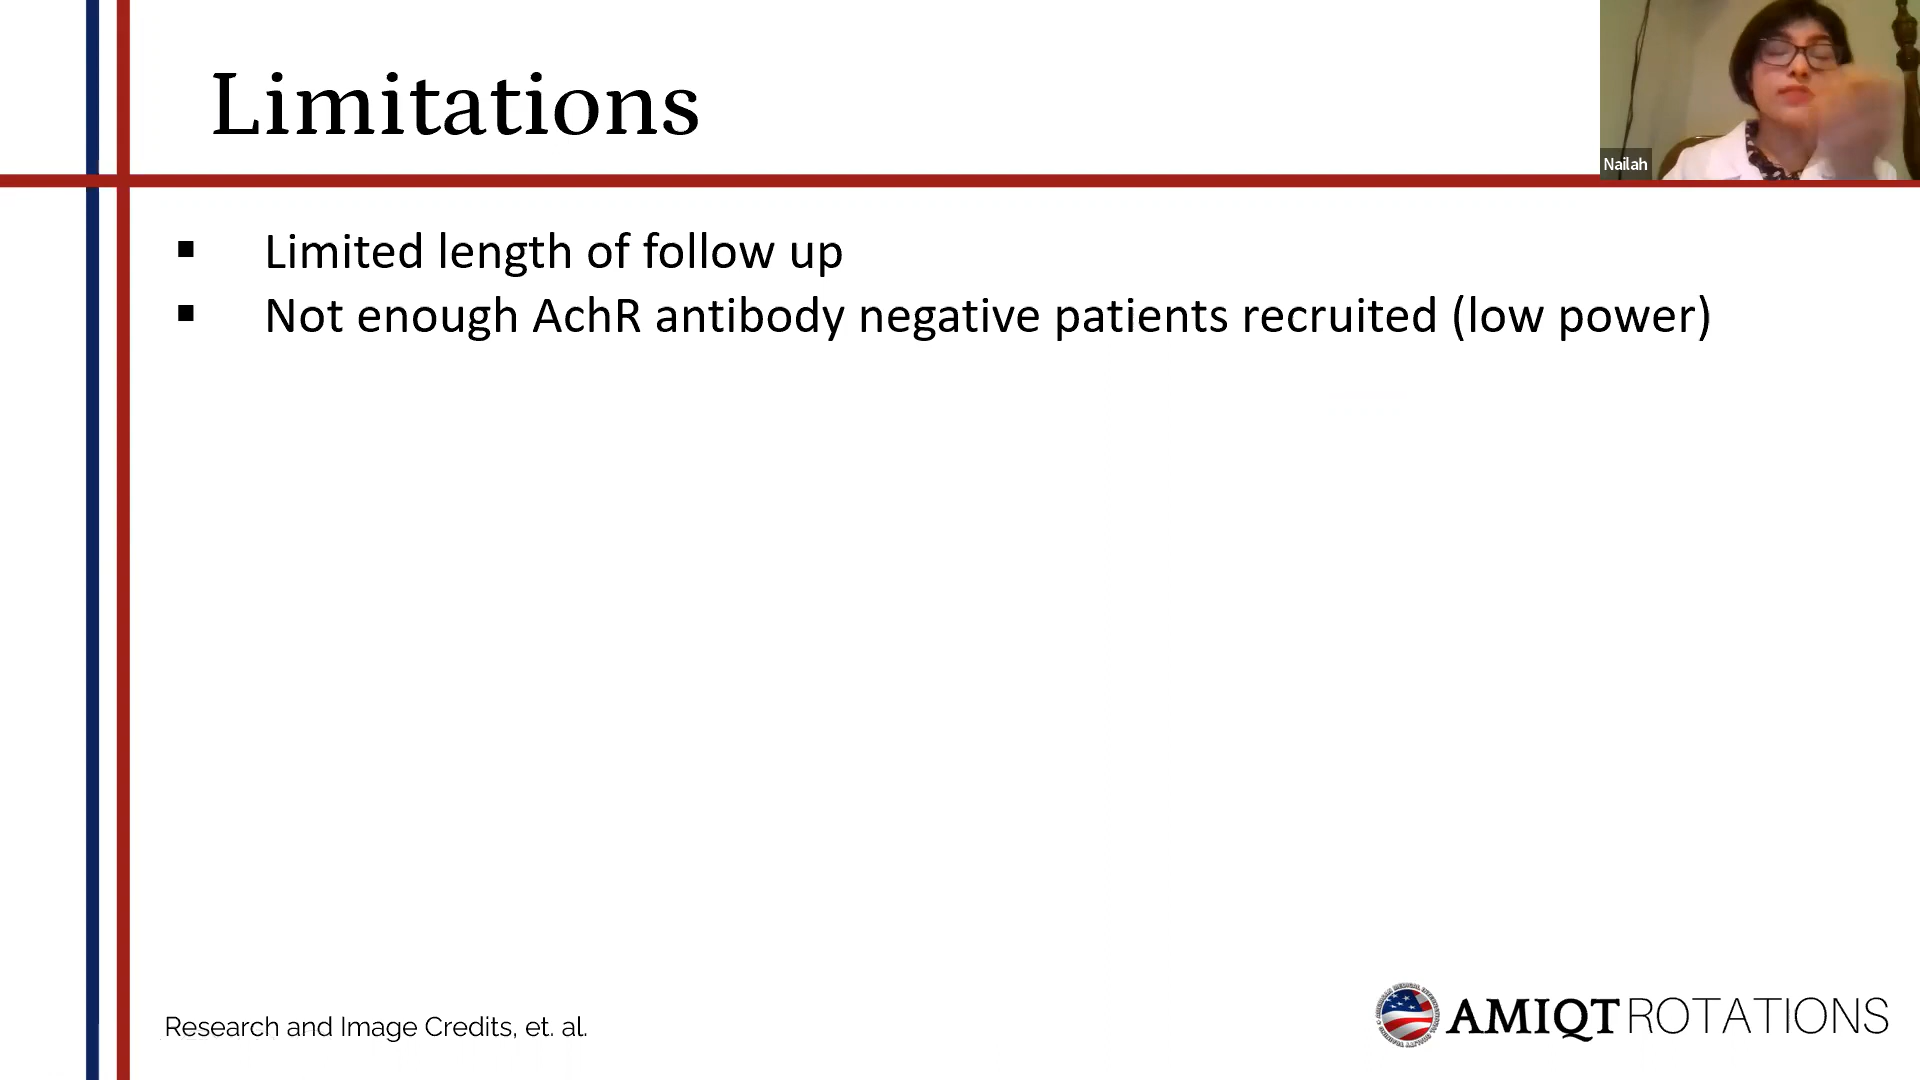 Limitations
Nailah
▪ Limited length of follow up
▪ Not enough AchR antibody negative patients recruited (low power)
Research and Image Credits, et. al.
AMIQT ROTATIONS